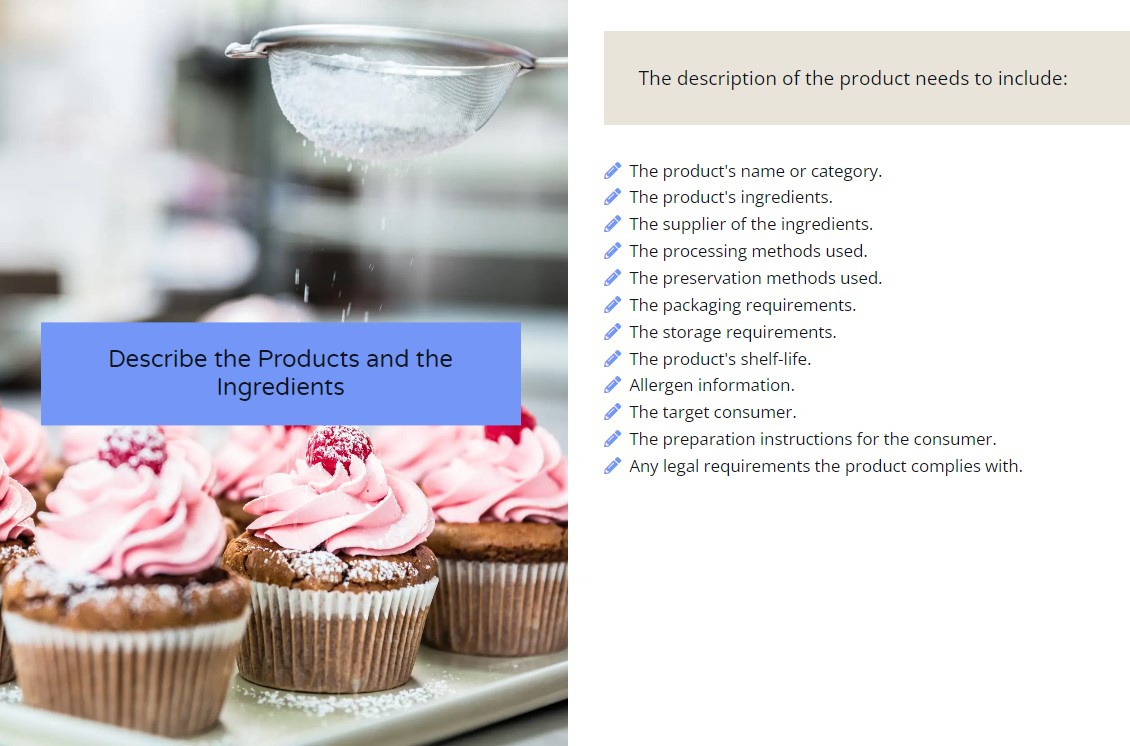 Describe the Products and the
Ingredients
The description of the product needs to include:
The product's name or category.
The product's ingredients.
The supplier of the ingredients.
The processing methods used.
The preservation methods used.
The packaging requirements.
The storage requirements.
The product's shelf-life.
Allergen information.
The target consumer.
The preparation instructions for the consumer.
Any legal requirements the product complies with.